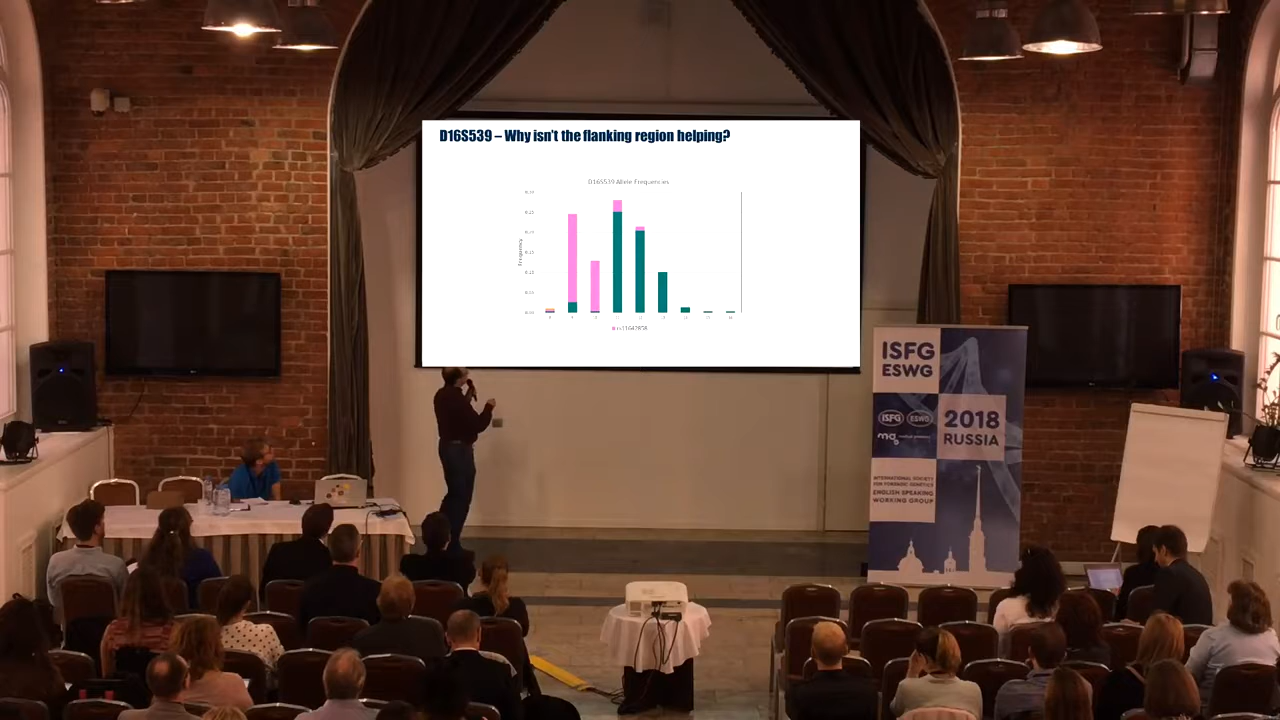 D16S539 – Why isn't the flanking region helping?
D16S539 Allele Frequencies
Frequency
ISFG
ESWG
ISFG ESWG
2018
RUSSIA
INTERNATIONAL SOCIETY
FOR FORENSIC GENETICS
ENGLISH SPEAKING
WORKING GROUP